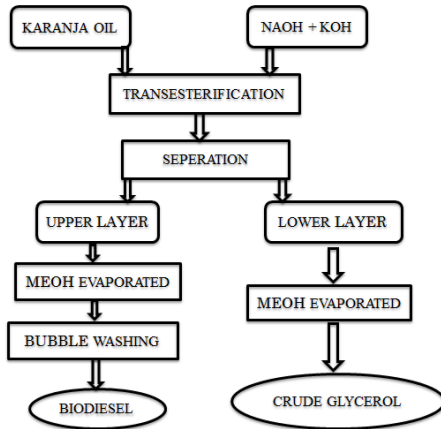 KARANJA OIL
NAOH + KOH
TRANSESTERIFICATION
SEPERATION
UPPER LAYER
LOWER LAYER
MEOH EVAPORATED
MEOH EVAPORATED
BUBBLE WASHING
BIODIESEL
CRUDE GLYCEROL